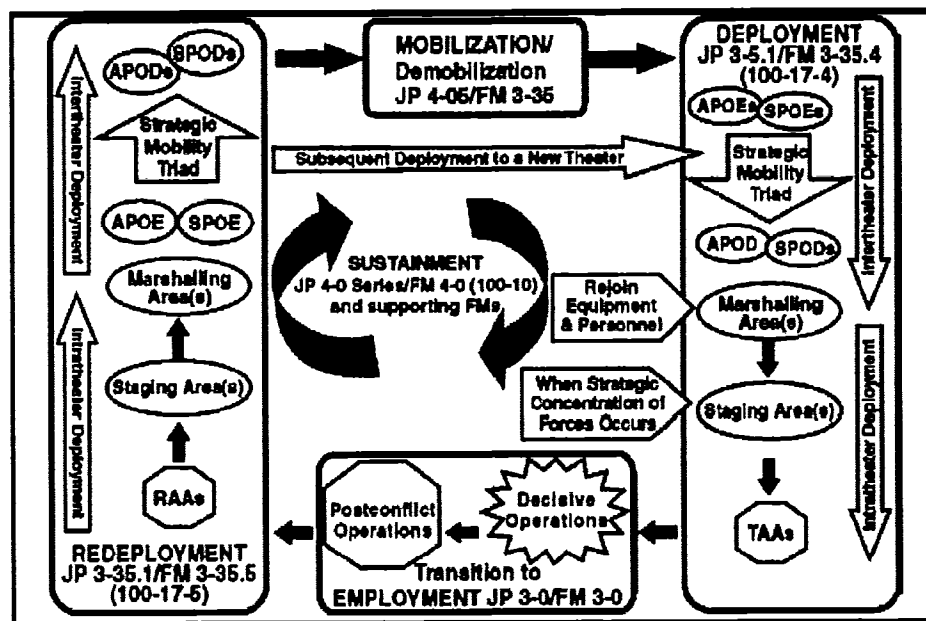 SPODs
APODs
Strategic
Mobility
Triad
APOE
SPOE
Marshalling
Area(s)
Staging Area(s)
RAAs
REDEPLOYMENT
JP 3-35.1/FM 3-35.5
(100-17-5)
Intertheater Deployment
Intratheater Deployment
MOBILIZATION/
Demobilization
JP 4-05/FM 3-35
Subsequent Deployment to a New Theater
SUSTAINMENT
JP 4-0 Series/FM 4-0 (100-10)
and supporting FMs
Rejoin
Equipment
& Personnel
When Strategic
Concentration of
Forces Occurs
Postconflict
Operations
Decisive
Operations
Transition to
EMPLOYMENT JP 3-0/FM 3-0
DEPLOYMENT
JP 3-5.1/FM 3-35.4
(100-17-4)
APOEs
SPOEs
Strategic
Mobility
Triad
APOD
SPODs
Marshalling
Area(s)
Staging Area(s)
TAAs
Intertheater Deployment
Intratheater Deployment